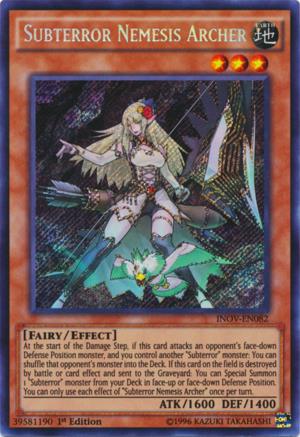 SUBTERROR NEMESIS ARCHER
EARTH
地
INOV-EN082
[FAIRY/EFFECT]
At the start of the Damage Step, if this card attacks an opponent's face-down
Defense Position monster, and you control another "Subterror" monster: You can
shuffle that opponent's monster into the Deck. If this card on the field is destroyed
by battle or card effect and sent to the Graveyard: You can Special Summon
1 "Subterror" monster from your Deck in face-up or face-down Defense Position.
You can only use each effect of "Subterror Nemesis Archer" once per turn.
ATK/1600 DEF/1400
39581190 1st Edition ©1996 KAZUKI TAKAHASHI